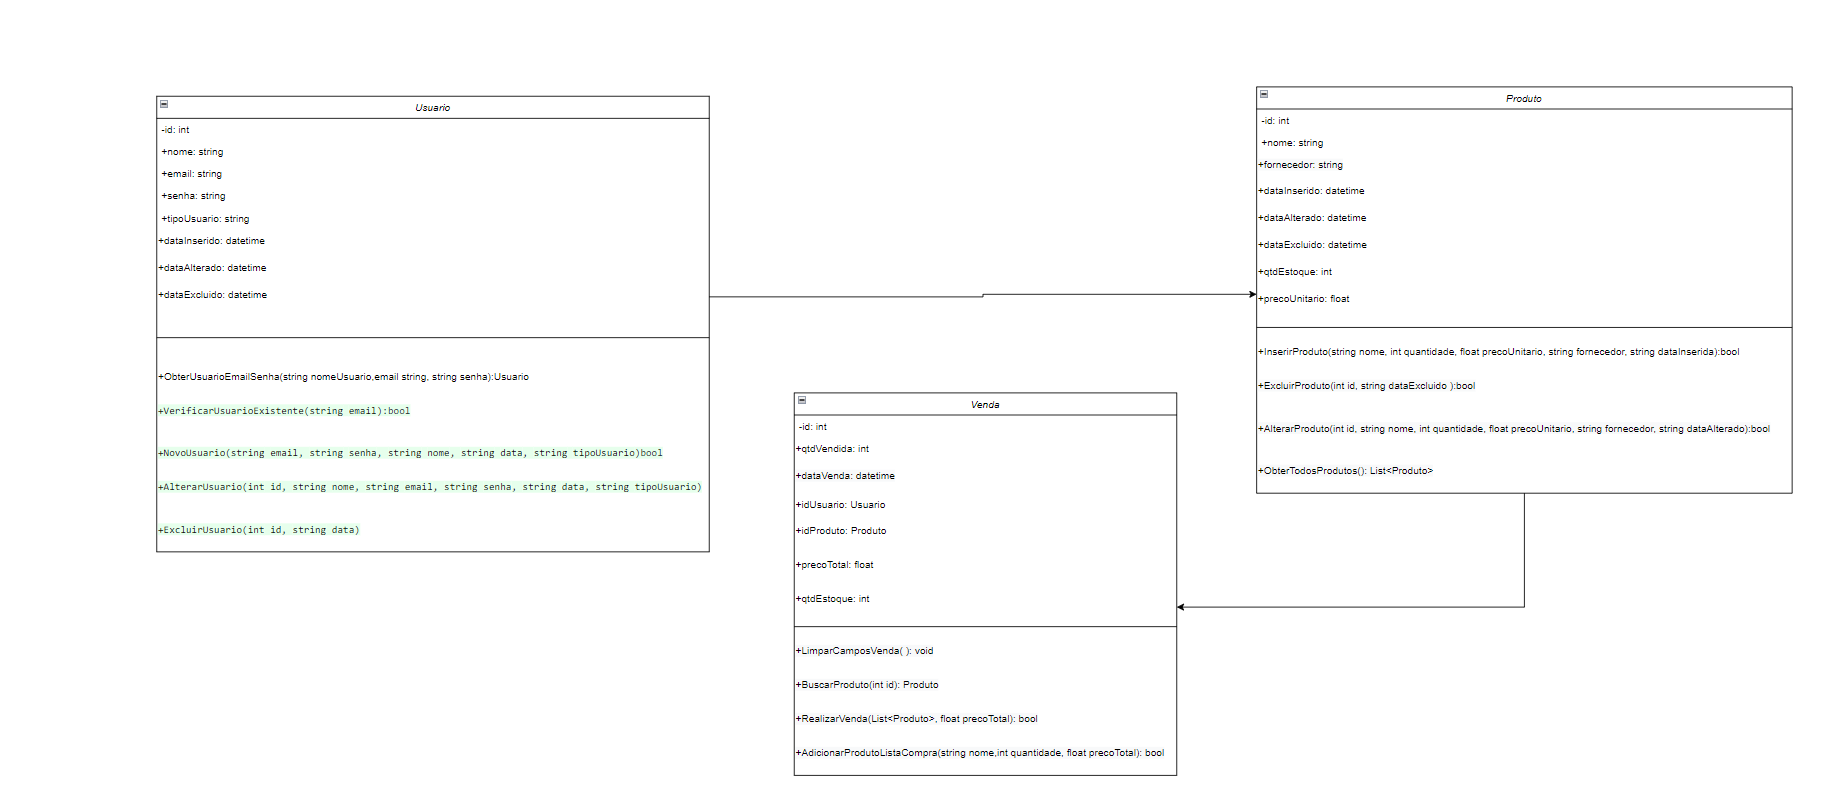 Usuario
-id: int
+nome: string
+email: string
+senha: string
+tipoUsuario: string
+dataInserido: datetime
+dataAlterado: datetime
+dataExcluido: datetime
+ObterUsuarioEmailSenha(string nomeUsuario,email string, string senha):Usuario
+VerificarUsuarioExistente(string email):bool
+NovoUsuario(string email, string senha, string nome, string data, string tipoUsuario)bool
+AlterarUsuario(int id, string nome, string email, string senha, string data, string tipoUsuario)
+ExcluirUsuario(int id, string data)
Produto
-id: int
+nome: string
+fornecedor: string
+dataInserido: datetime
+dataAlterado: datetime
+dataExcluido: datetime
+qtdEstoque: int
+precoUnitario: float
+InserirProduto(string nome, int quantidade, float precoUnitario, string fornecedor, string dataInserida):bool
+ExcluirProduto(int id, string dataExcluido ):bool
+AlterarProduto(int id, string nome, int quantidade, float precoUnitario, string fornecedor, string dataAlterado):bool
+ObterTodosProdutos(): List<Produto>
Venda
-id: int
+qtdVendida: int
+dataVenda: datetime
+idUsuario: Usuario
+idProduto: Produto
+precoTotal: float
+qtdEstoque: int
+LimparCamposVenda( ): void
+BuscarProduto(int id): Produto
+RealizarVenda(List<Produto>, float precoTotal): bool
+AdicionarProdutoListaCompra(string nome,int quantidade, float precoTotal): bool